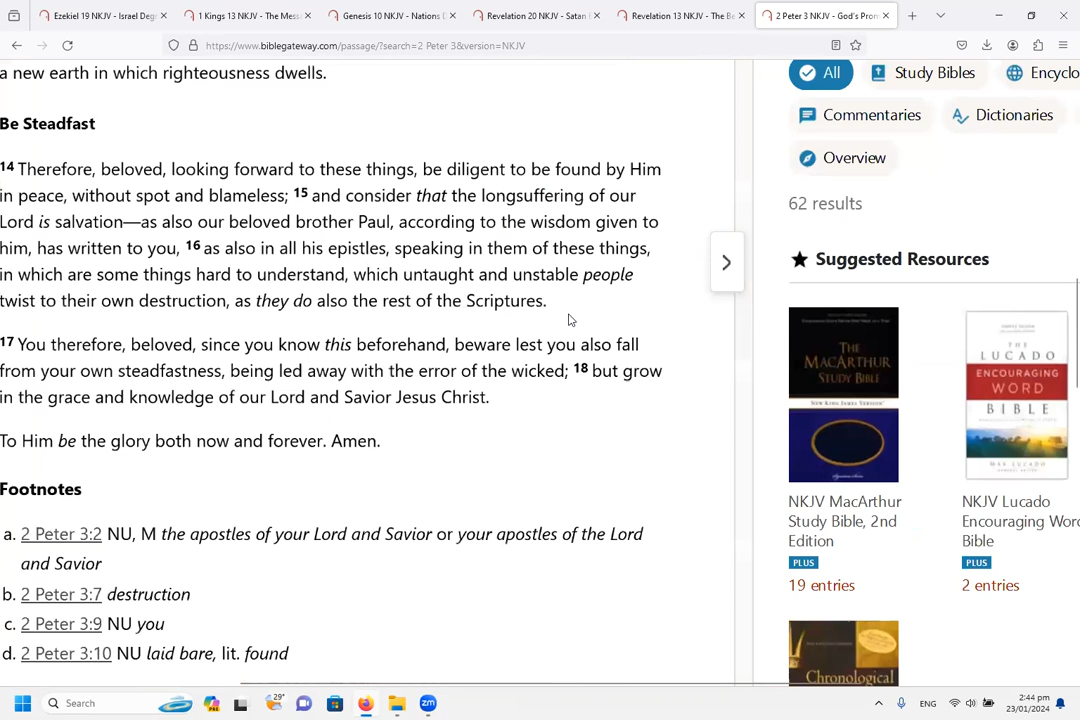 Ezekiel 19 NKJV - Israel Deg
1 Kings 13 NKJV - The Mess
Genesis 10 NKJV - Nations D
Revelation 20 NKJV - Satan B
Revelation 13 NKJV - The Be
2 Peter 3 NKJV - God's Pron
https://www.biblegateway.com/passage/?search=2 Peter 3&version=NKJV
a new earth in which righteousness dwells.
Be Steadfast
14 Therefore, beloved, looking forward to these things, be diligent to be found by Him
in peace, without spot and blameless; 15 and consider that the longsuffering of our
Lord is salvation—as also our beloved brother Paul, according to the wisdom given to
him, has written to you, 16 as also in all his epistles, speaking in them of these things,
in which are some things hard to understand, which untaught and unstable people
twist to their own destruction, as they do also the rest of the Scriptures.
17 You therefore, beloved, since you know this beforehand, beware lest you also fall
from your own steadfastness, being led away with the error of the wicked; 18 but grow
in the grace and knowledge of our Lord and Savior Jesus Christ.
To Him be the glory both now and forever. Amen.
Footnotes
a. 2 Peter 3:2 NU, M the apostles of your Lord and Savior or your apostles of the Lord
and Savior
b. 2 Peter 3:7 destruction
c. 2 Peter 3:9 NU you
d. 2 Peter 3:10 NU laid bare, lit. found
All
Study Bibles
Encyclo
Commentaries
Dictionaries
Overview
62 results
Suggested Resources
THE
MACARTHUR
STUDY BIBLE
NEW KING JAMES VERSION
THE
LUCADO
ENCOURAGING
WORD
BIBLE
MAX LUCADO
NKJV MacArthur
Study Bible, 2nd
Edition
PLUS
19 entries
NKJV Lucado
Encouraging Word
Bible
PLUS
2 entries
Chronological
Search
29°
ENG
2:44 pm
23/01/2024